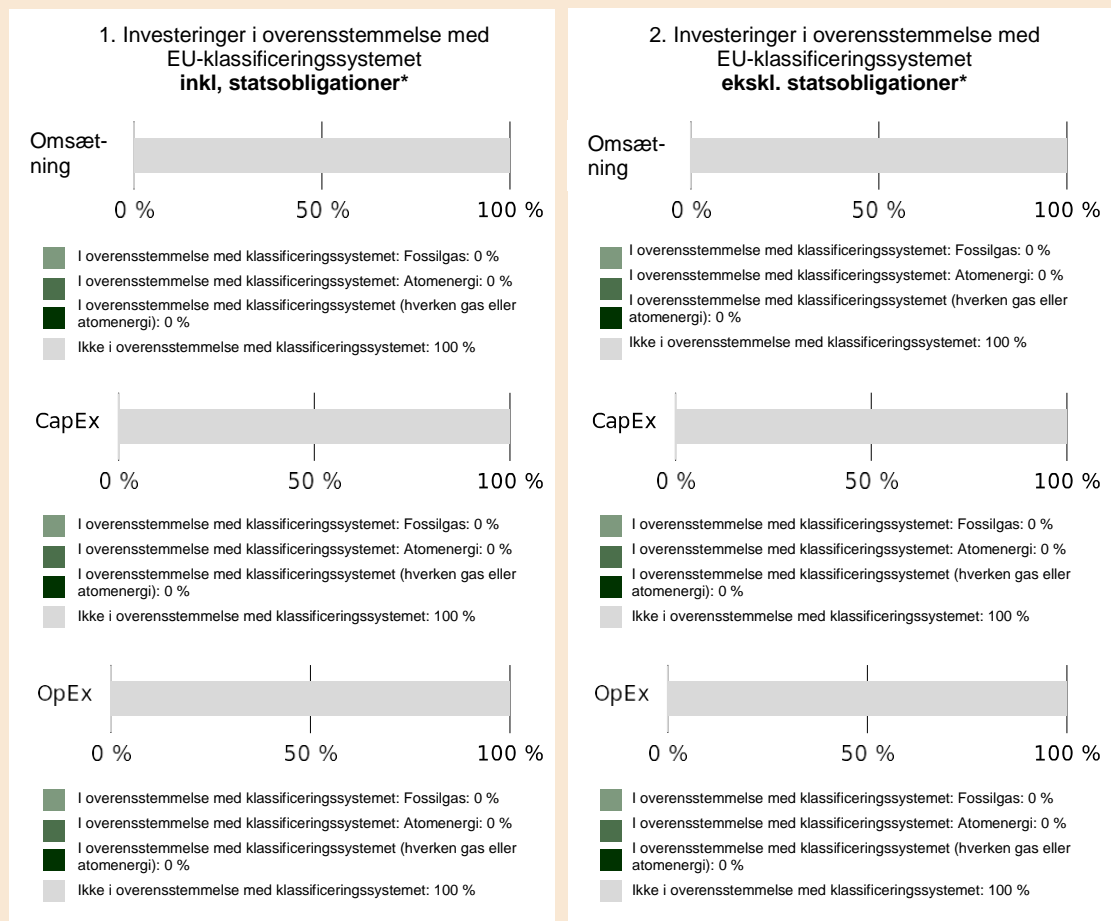 1. Investeringer i overensstemmelse med
EU-klassificeringssystemet
inkl, statsobligationer*
Omsæt-
ning
0 %
50 %
100 %
I overensstemmelse med klassificeringssystemet: Fossilgas: 0 %
I overensstemmelse med klassificeringssystemet: Atomenergi: 0 %
I overensstemmelse med klassificeringssystemet (hverken gas eller
atomenergi): 0 %
Ikke i overensstemmelse med klassificeringssystemet: 100 %
CapEx
0 %
50 %
100 %
I overensstemmelse med klassificeringssystemet: Fossilgas: 0 %
I overensstemmelse med klassificeringssystemet: Atomenergi: 0 %
I overensstemmelse med klassificeringssystemet (hverken gas eller
atomenergi): 0 %
Ikke i overensstemmelse med klassificeringssystemet: 100 %
OpEx
0 %
50 %
100 %
I overensstemmelse med klassificeringssystemet: Fossilgas: 0 %
I overensstemmelse med klassificeringssystemet: Atomenergi: 0 %
I overensstemmelse med klassificeringssystemet (hverken gas eller
atomenergi): 0 %
Ikke i overensstemmelse med klassificeringssystemet: 100 %
2. Investeringer i overensstemmelse med
EU-klassificeringssystemet
ekskl. statsobligationer*
Omsæt-
ning
0 %
50 %
100 %
I overensstemmelse med klassificeringssystemet: Fossilgas: 0 %
I overensstemmelse med klassificeringssystemet: Atomenergi: 0 %
I overensstemmelse med klassificeringssystemet (hverken gas eller
atomenergi): 0 %
Ikke i overensstemmelse med klassificeringssystemet: 100 %
CapEx
0 %
50 %
100 %
I overensstemmelse med klassificeringssystemet: Fossilgas: 0 %
I overensstemmelse med klassificeringssystemet: Atomenergi: 0 %
I overensstemmelse med klassificeringssystemet (hverken gas eller
atomenergi): 0 %
Ikke i overensstemmelse med klassificeringssystemet: 100 %
OpEx
0 %
50 %
100 %
I overensstemmelse med klassificeringssystemet: Fossilgas: 0 %
I overensstemmelse med klassificeringssystemet: Atomenergi: 0 %
I overensstemmelse med klassificeringssystemet (hverken gas eller
atomenergi): 0 %
Ikke i overensstemmelse med klassificeringssystemet: 100 %